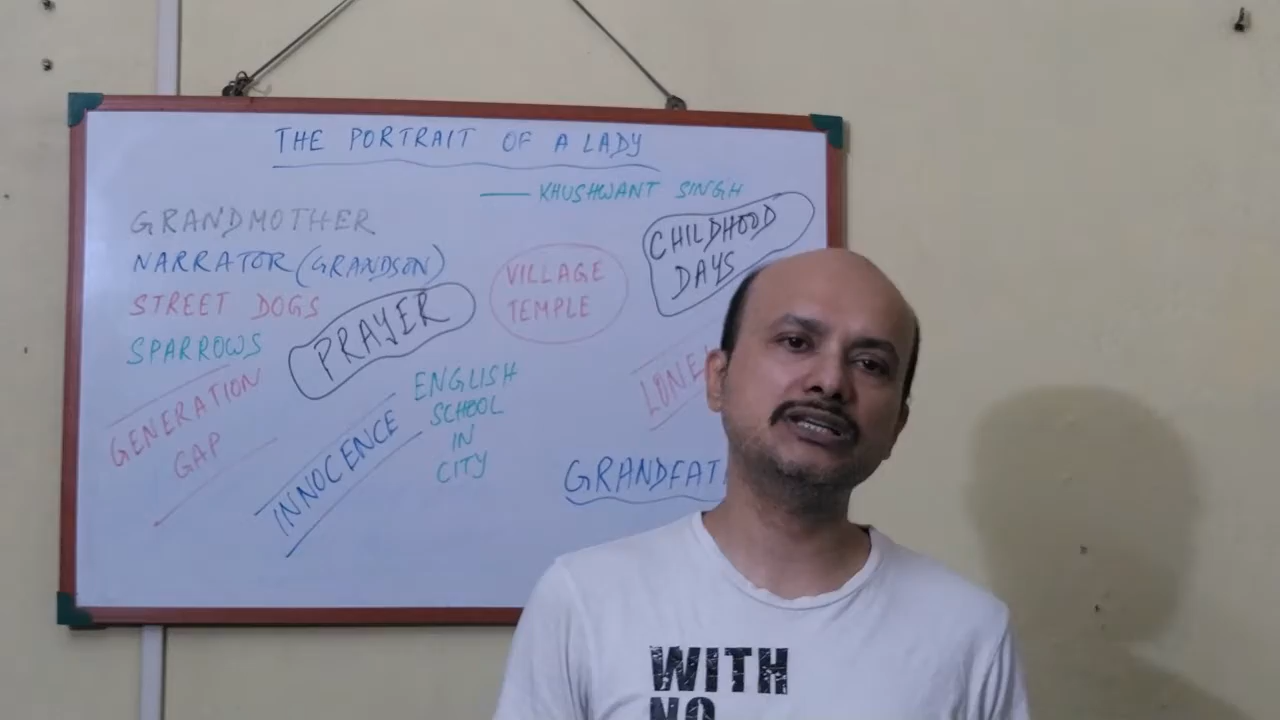 THE PORTRAIT OF A LADY
— KHUSHWANT SINGH
GRANDMOTHER
NARRATOR (GRANDSON)
STREET DOGS
SPARROWS
PRAYER
VILLAGE
TEMPLE
CHILDHOOD
DAYS
GENERATION
GAP
INNOCENCE
ENGLISH
SCHOOL
IN
CITY
WITH
NO